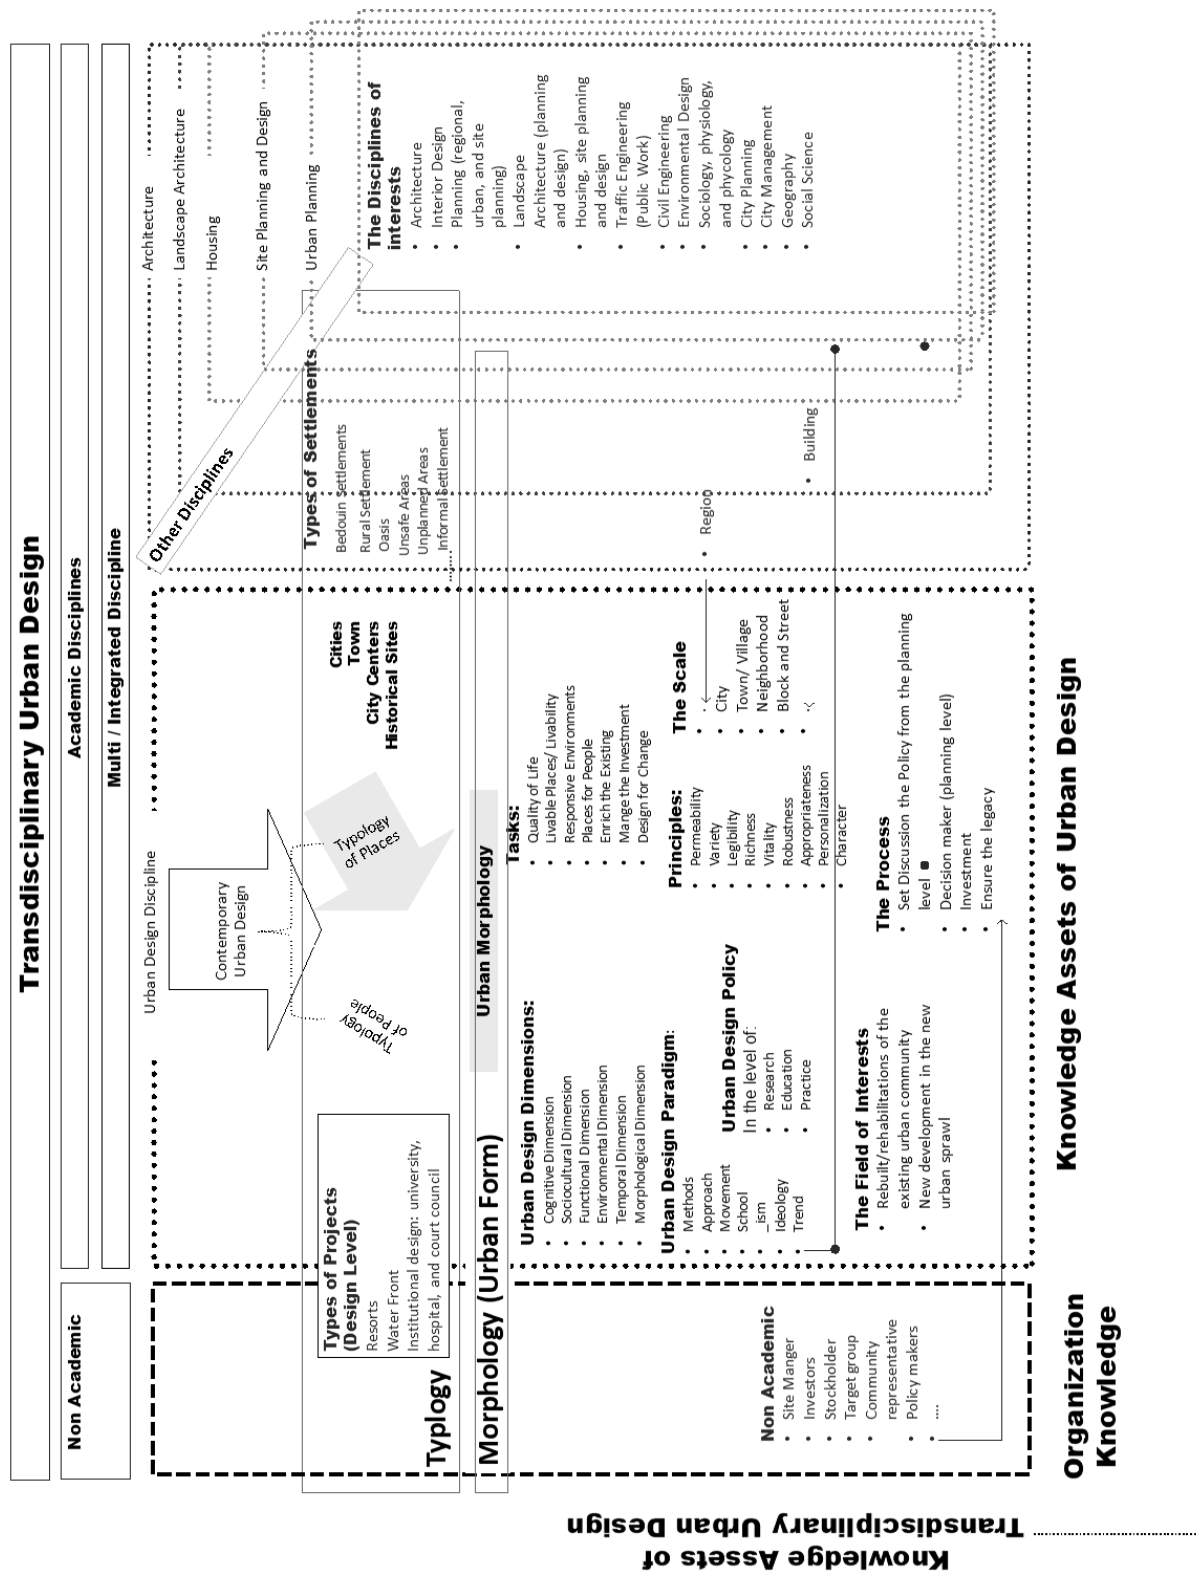 Transdisciplinary Urban Design
Non Academic
Academic Disciplines
Multi / Integrated Discipline
Urban Design Discipline
Architecture
Landscape Architecture
Housing
Site Planning and Design
Urban Planning
Other Disciplines
Contemporary
Urban Design
Typology
of People
Typology
of Places
Types of Projects
(Design Level)
Resorts
Water Front
Institutional design: university,
hospital, and court council
Typlogy
Cities
Town
City Centers
Historical Sites
Types of Settlements
Bedouin Settlements
Rural Settlement
Oasis
Unsafe Areas
Unplanned Areas
Informal Settlement
The Disciplines of
interests
• Architecture
• Interior Design
• Planning (regional,
urban, and site
planning)
• Landscape
Architecture (planning
and design)
• Housing, site planning
and design
• Traffic Engineering
(Public Work)
• Civil Engineering
• Environmental Design
• Sociology, physiology,
and phycology
• City Planning
• City Management
• Geography
• Social Science
Morphology (Urban Form)
Urban Morphology
Urban Design Dimensions:
• Cognitive Dimension
• Sociocultural Dimension
• Functional Dimension
• Environmental Dimension
• Temporal Dimension
• Morphological Dimension
Tasks:
• Quality of Life
• Livable Places/ Livability
• Responsive Environments
• Places for People
• Enrich the Existing
• Mange the Investment
• Design for Change
Urban Design Paradigm:
• Methods
• Approach
• Movement
• School
• _ism
• Ideology
• Trend
Urban Design Policy
In the level of:
• Research
• Education
• Practice
Principles:
• Permeability
• Variety
• Legibility
• Richness
• Vitality
• Robustness
• Appropriateness
• Personalization
• Character
The Scale
• .
• City
• Town/ Village
• Neighborhood
• Block and Street
• .
• Region
• Building
Non Academic
• Site Manger
• Investors
• Stockholder
• Target group
• Community
representative
• Policy makers
• ....
The Field of Interests
• Rebuilt/rehabilitations of the
existing urban community
• New development in the new
urban sprawl
The Process
• Set Discussion the Policy from the planning
level
• Decision maker (planning level)
• Investment
• Ensure the legacy
Organization
Knowledge
Knowledge Assets of Urban Design
Knowledge Assets of
Transdisciplinary Urban Design